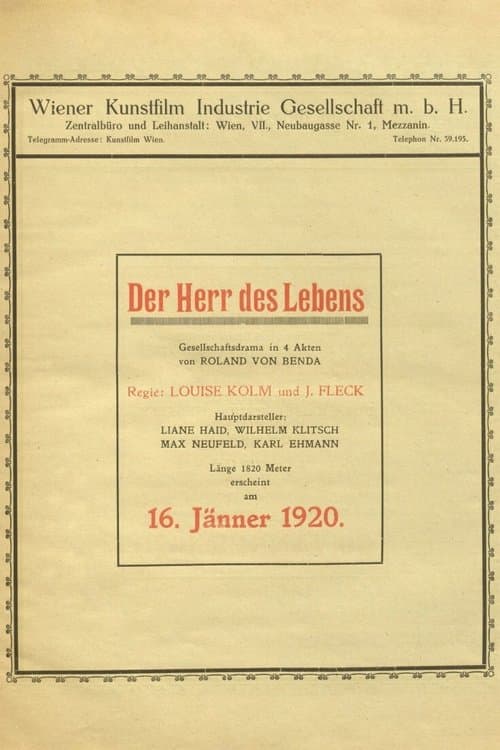 Wiener Kunstfilm Industrie Gesellschaft m. b. H.
Zentralbüro und Leihanstalt: Wien, VII., Neubaugasse Nr. 1, Mezzanin.
Telegramm-Adresse: Kunstfilm Wien. Telephon Nr. 39.195.
Der Herr des Lebens
Gesellschaftsdrama in 4 Akten
von ROLAND VON BENDA
Regie: LOUISE KOLM und J. FLECK
Hauptdarsteller:
LIANE HAID, WILHELM KLITSCH
MAX NEUFELD, KARL EHMANN
Länge 1820 Meter
erscheint
am
16. Jänner 1920.